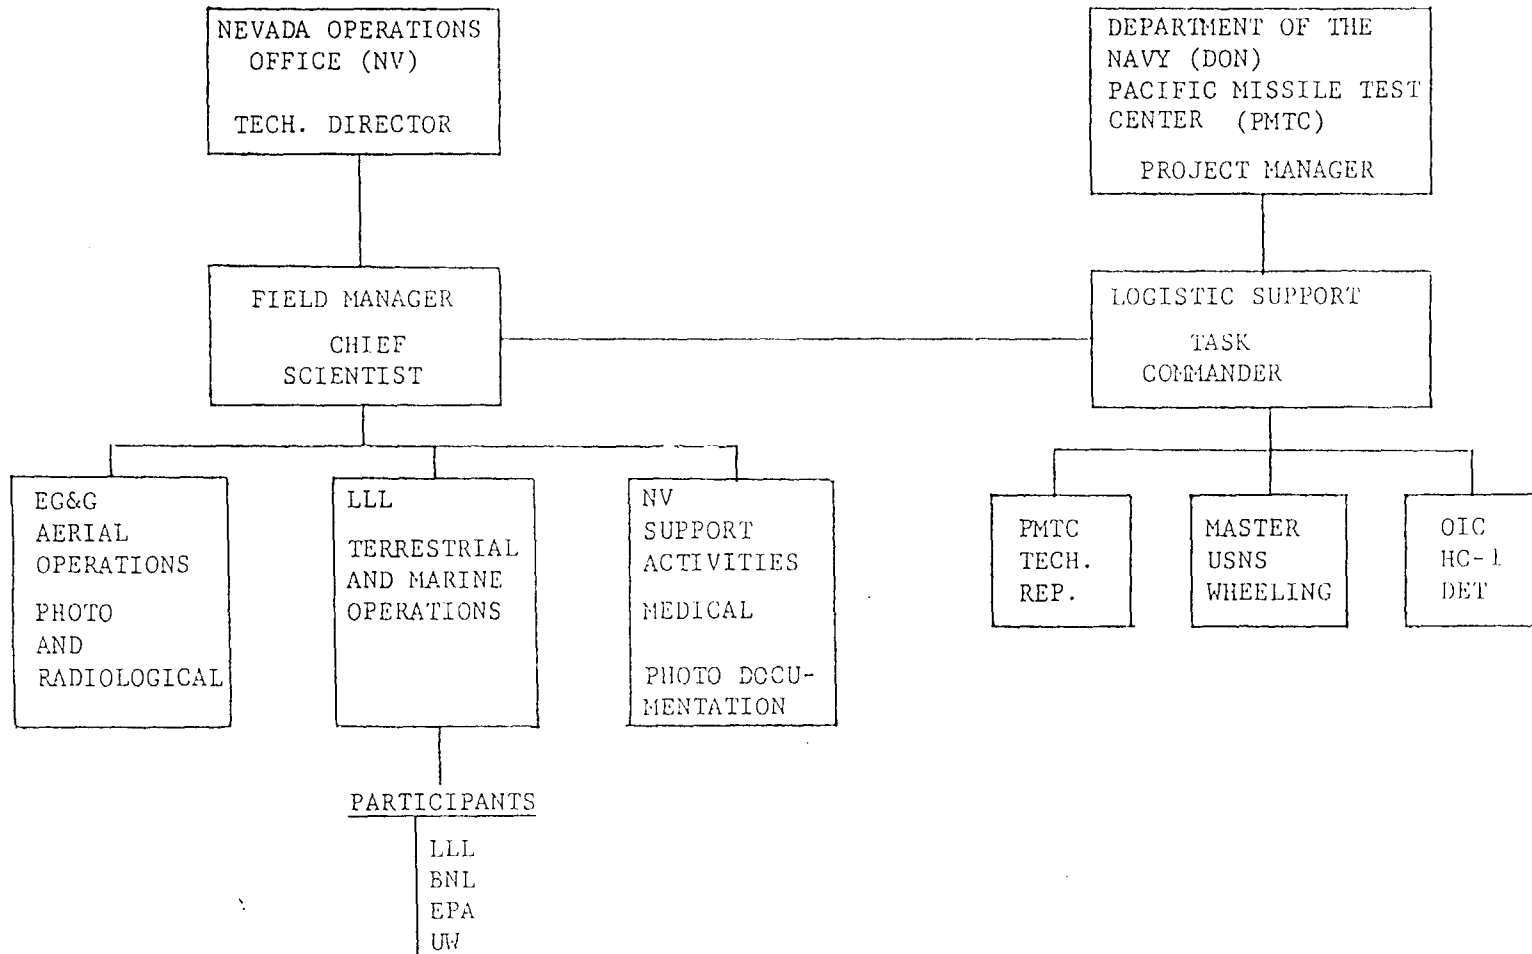 NEVADA OPERATIONS
OFFICE (NV)
TECH. DIRECTOR
DEPARTMENT OF THE
NAVY (DON)
PACIFIC MISSILE TEST
CENTER (PMTC)
PROJECT MANAGER
FIELD MANAGER
CHIEF
SCIENTIST
LOGISTIC SUPPORT
TASK
COMMANDER
EG&G
AERIAL
OPERATIONS
PHOTO
AND
RADIOLOGICAL
LLL
TERRESTRIAL
AND MARINE
OPERATIONS
NV
SUPPORT
ACTIVITIES
MEDICAL
PHOTO DOCU-
MENTATION
PMTC
TECH.
REP.
MASTER
USNS
WHEELING
OIC
HC-1
DET
PARTICIPANTS
LLL
BNL
EPA
UW